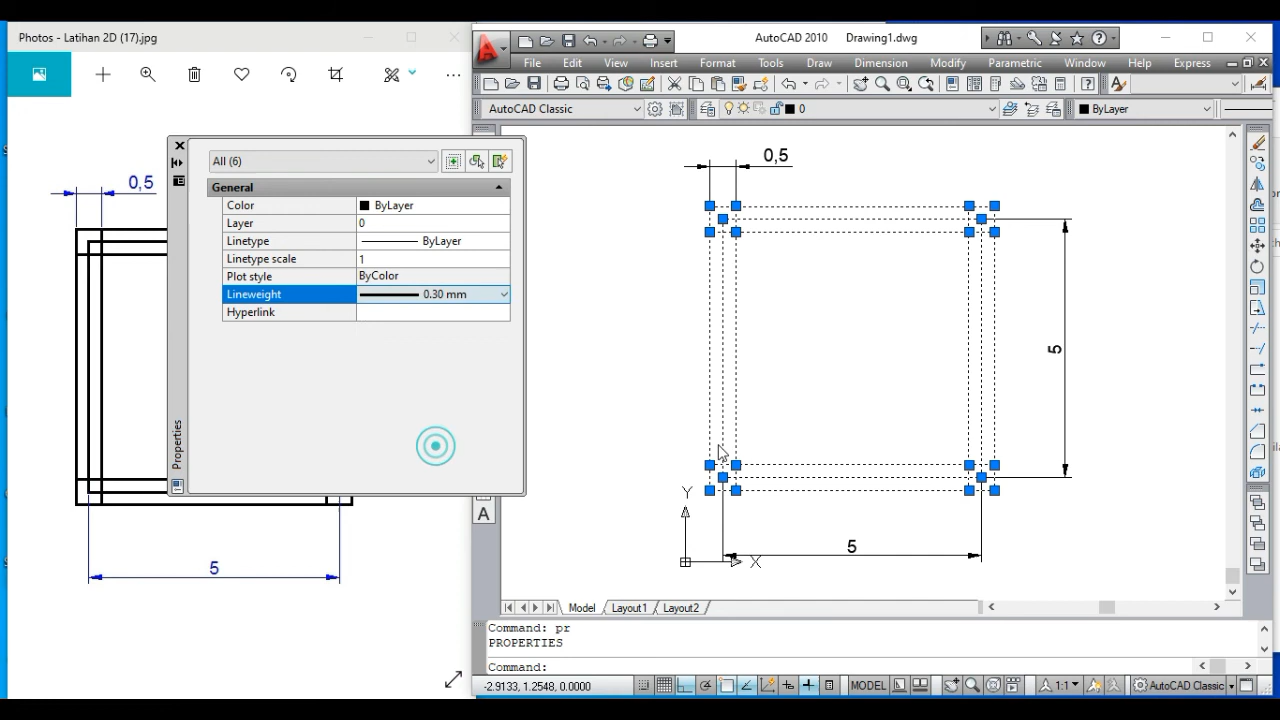 Photos - Latihan 2D (17).jpg
0,5
5
All (6)
General
Color ByLayer
Layer 0
Linetype ByLayer
Linetype scale 1
Plot style ByColor
Lineweight 0.30 mm
Hyperlink
Properties
AutoCAD 2010 Drawing1.dwg
File Edit View Insert Format Tools Draw Dimension Modify Parametric Window Help Express
AutoCAD Classic 0 ByLayer
0,5
5
5
Y
X
A
Model Layout1 Layout2
Command: pr
PROPERTIES
Command:
-2.9133, 1.2548, 0.0000 MODEL 1:1 AutoCAD Classic